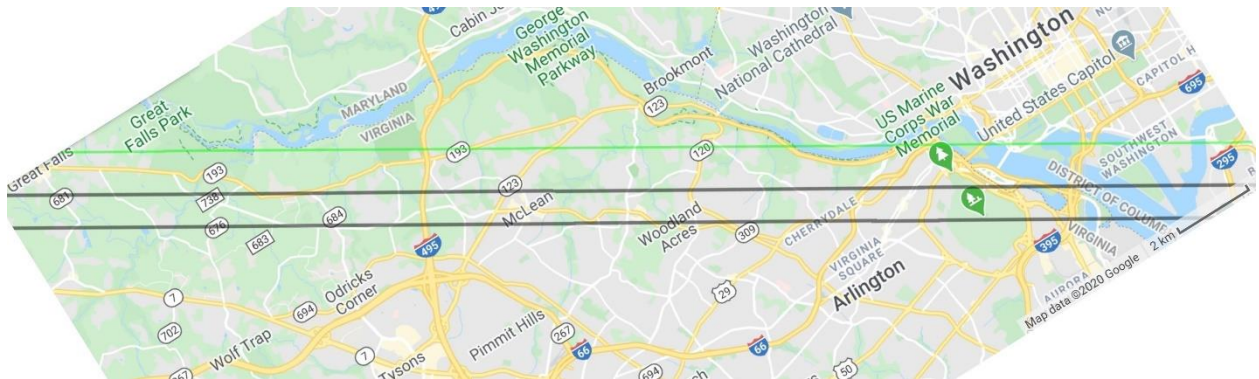 Cabin Jo
George
Washington
Memorial
Parkway
Washington
National Cathedral
Brookmont
Washington
United States Capitol
CAPITOL H
695
US Marine
Corps War
Memorial
Great
Falls Park
MARYLAND
VIRGINIA
123
Great Falls
193
193
120
SOUTHWEST
WASHINGTON
295
681
738
123
DISTRICT OF COLUM
676
684
McLean
683
Woodland
Acres
309
CHERRYDALE
VIRGINIA
SQUARE
VIRGINIA
495
395
2 km
Odricks
Corner
Arlington
AURORA
Map data ©2020 Google
7
694
29
702
Wolf Trap
Pimmit Hills
267
7
Tysons
66
66
267
694
50